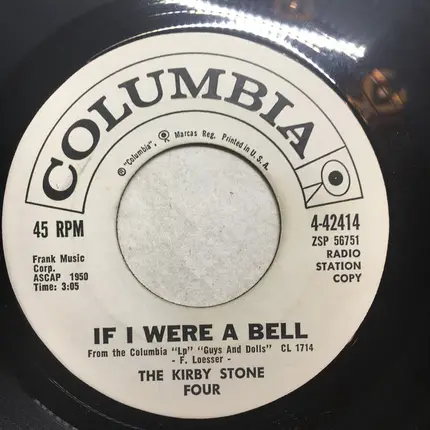 COLUMBIA
® "Columbia", Marcas Reg. Printed in U.S.A.
45 RPM
4-42414
ZSP 56751
RADIO
STATION
COPY
Frank Music
Corp.
ASCAP 1950
Time: 3:05
IF I WERE A BELL
From the Columbia "Lp" "Guys And Dolls" CL 1714
- F. Loesser -
THE KIRBY STONE
FOUR